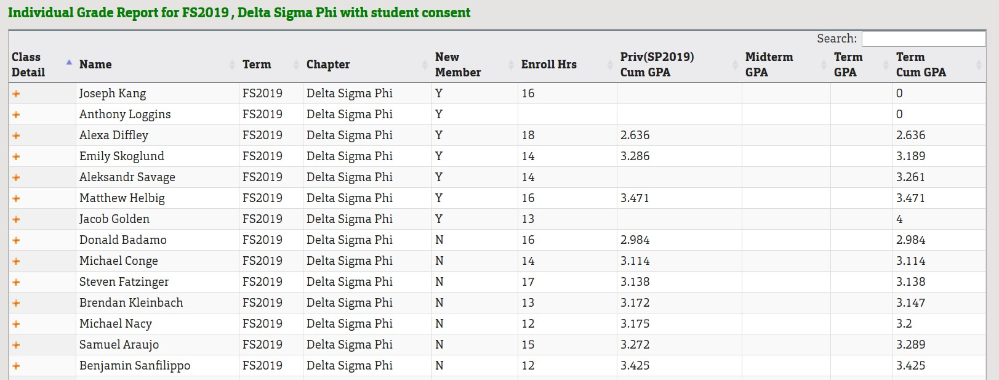 Individual Grade Report for FS2019 , Delta Sigma Phi with student consent
Search:
Class Detail Name Term Chapter New Member Enroll Hrs Priv(SP2019) Cum GPA Midterm GPA Term GPA Term Cum GPA
Joseph Kang FS2019 Delta Sigma Phi Y 16 0
Anthony Loggins FS2019 Delta Sigma Phi Y 0
Alexa Diffley FS2019 Delta Sigma Phi Y 18 2.636 2.636
Emily Skoglund FS2019 Delta Sigma Phi Y 14 3.286 3.189
Aleksandr Savage FS2019 Delta Sigma Phi Y 14 3.261
Matthew Helbig FS2019 Delta Sigma Phi Y 16 3.471 3.471
Jacob Golden FS2019 Delta Sigma Phi Y 13 4
Donald Badamo FS2019 Delta Sigma Phi N 16 2.984 2.984
Michael Conge FS2019 Delta Sigma Phi N 14 3.114 3.114
Steven Fatzinger FS2019 Delta Sigma Phi N 17 3.138 3.138
Brendan Kleinbach FS2019 Delta Sigma Phi N 13 3.172 3.147
Michael Nacy FS2019 Delta Sigma Phi N 12 3.175 3.2
Samuel Araujo FS2019 Delta Sigma Phi N 15 3.272 3.289
Benjamin Sanfilippo FS2019 Delta Sigma Phi N 12 3.425 3.425